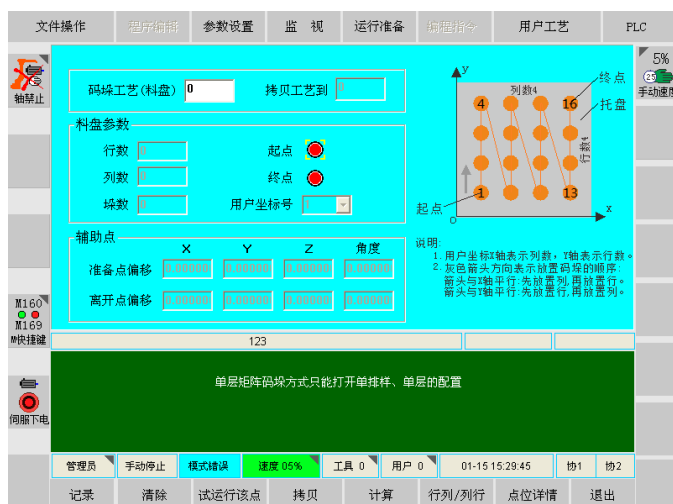 文件操作 程序编辑 参数设置 监 视 运行准备 编程指令 用户工艺 PLC
轴禁止
5%
25
手动速度
码垛工艺(料盘) 0 拷贝工艺到 0
料盘参数
行数 0 起点
列数 0 终点
垛数 0 用户坐标号 1
y
列数4
终点
4 16
托盘
行数4
1 13
起点
0 x
辅助点
X Y Z 角度
准备点偏移 0.00000 0.00000 0.00000 0.00000
离开点偏移 0.00000 0.00000 0.00000 0.00000
说明:
1.用户坐标X轴表示列数，Y轴表示行数。
2.灰色箭头方向表示放置码垛的顺序:
箭头与X轴平行:先放置列,再放置行。
箭头与Y轴平行:先放置行,再放置列。
M160
M169
M快捷键
123
单层矩阵码垛方式只能打开单排样、单层的配置
伺服下电
管理员 手动停止 模式错误 速度 05% 工具 0 用户 0 01-15 15:29:45 协1 协2
记录 清除 试运行该点 拷贝 计算 行列/列行 点位详情 退出